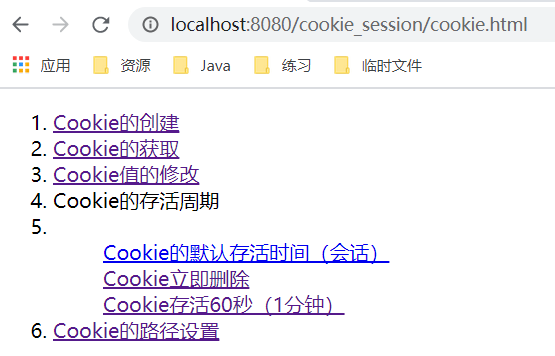 localhost:8080/cookie_session/cookie.html
应用 资源 Java 练习 临时文件
1. Cookie的创建
2. Cookie的获取
3. Cookie值的修改
4. Cookie的存活周期
5.
Cookie的默认存活时间（会话）
Cookie立即删除
Cookie存活60秒（1分钟）
6. Cookie的路径设置